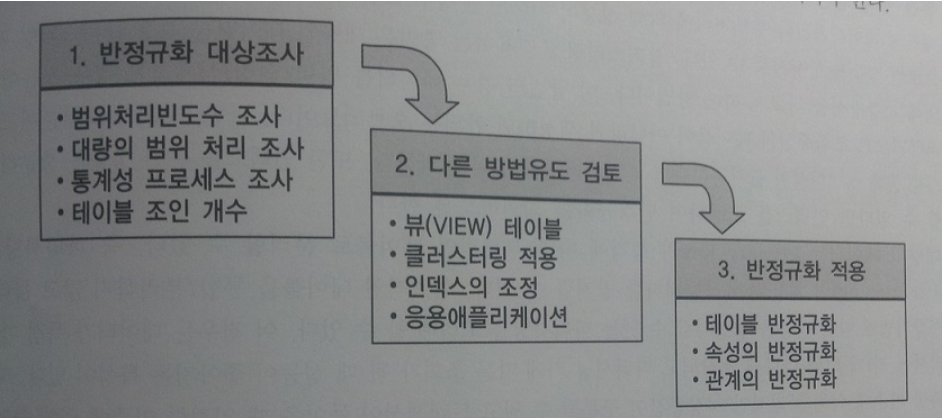 1. 반정규화 대상조사
• 범위처리빈도수 조사
• 대량의 범위 처리 조사
• 통계성 프로세스 조사
• 테이블 조인 개수
2. 다른 방법유도 검토
• 뷰(VIEW) 테이블
• 클러스터링 적용
• 인덱스의 조정
• 응용애플리케이션
3. 반정규화 적용
• 테이블 반정규화
• 속성의 반정규화
• 관계의 반정규화